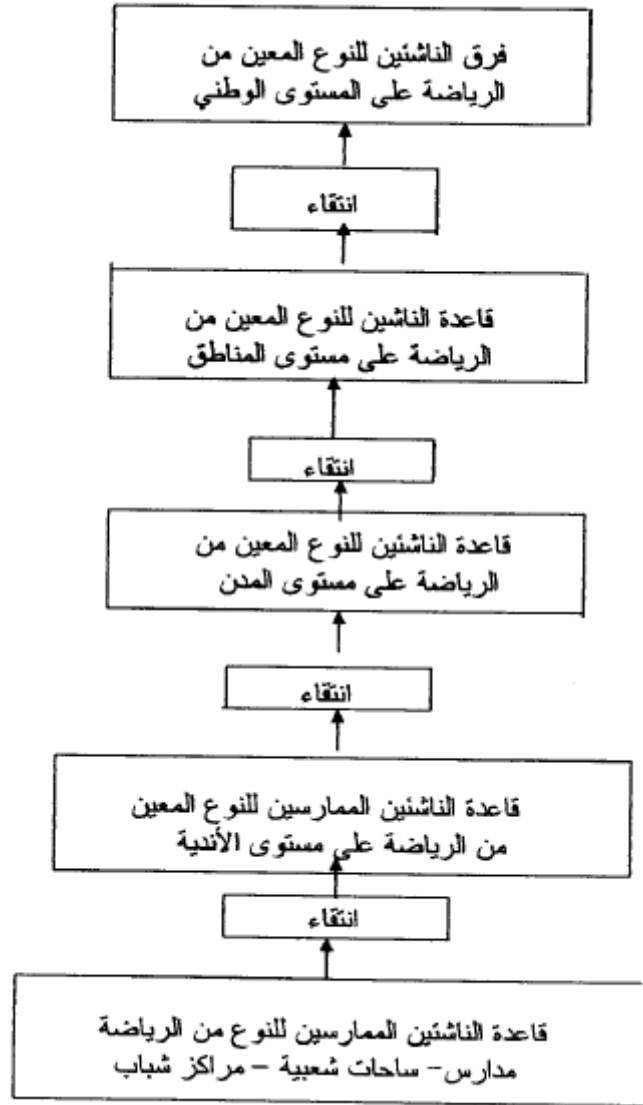 فرق الناشئين للنوع المعين من
الرياضة على المستوى الوطني
انتقاء
قاعدة الناشين للنوع المعين من
الرياضة على مستوى المناطق
انتقاء
قاعدة الناشئين للنوع المعين من
الرياضة على مستوى المدن
انتقاء
قاعدة الناشئين الممارسين للنوع المعين
من الرياضة على مستوى الأندية
انتقاء
قاعدة الناشئين الممارسين للنوع من الرياضة
مدارس- ساحات شعبية – مراكز شباب